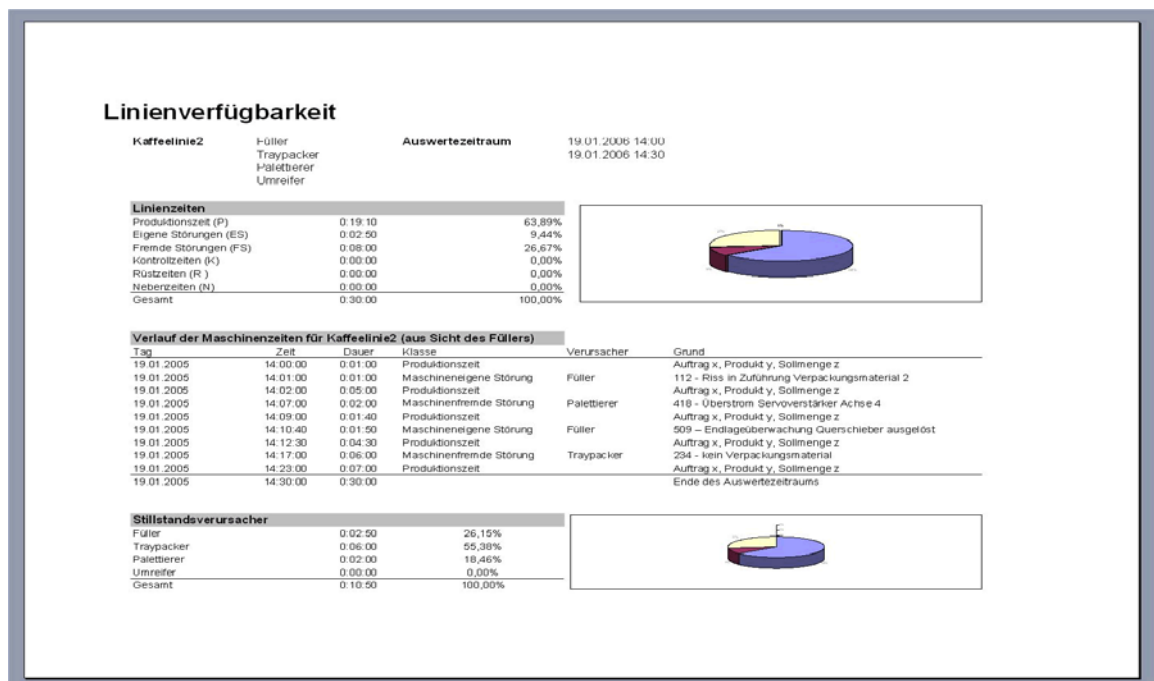 Linienverfügbarkeit
Kaffeelinie2 Füller Auswertezeitraum 19.01.2006 14:00
Traypacker 19.01.2006 14:30
Palettierer
Umreifer
Linienzeiten
Produktionszeit (P) 0:19:10 63,89%
Eigene Störungen (ES) 0:02:50 9,44%
Fremde Störungen (FS) 0:08:00 26,67%
Kontrollzeiten (K) 0:00:00 0,00%
Rüstzeiten (R ) 0:00:00 0,00%
Nebenzeiten (N) 0:00:00 0,00%
Gesamt 0:30:00 100,00%
Verlauf der Maschinenzeiten für Kaffeelinie2 (aus Sicht des Füllers)
Tag Zeit Dauer Klasse Verursacher Grund
19.01.2005 14:00:00 0:01:00 Produktionszeit Auftrag x, Produkt y, Sollmenge z
19.01.2005 14:01:00 0:01:00 Maschineneigene Störung Füller 112 - Riss in Zuführung Verpackungsmaterial 2
19.01.2005 14:02:00 0:05:00 Produktionszeit Auftrag x, Produkt y, Sollmenge z
19.01.2005 14:07:00 0:02:00 Maschinenfremde Störung Palettierer 418 - Überstrom Servoverstärker Achse 4
19.01.2005 14:09:00 0:01:40 Produktionszeit Auftrag x, Produkt y, Sollmenge z
19.01.2005 14:10:40 0:01:50 Maschineneigene Störung Füller 509 – Endlageüberwachung Querschieber ausgelöst
19.01.2005 14:12:30 0:04:30 Produktionszeit Auftrag x, Produkt y, Sollmenge z
19.01.2005 14:17:00 0:06:00 Maschinenfremde Störung Traypacker 234 - kein Verpackungsmaterial
19.01.2005 14:23:00 0:07:00 Produktionszeit Auftrag x, Produkt y, Sollmenge z
19.01.2005 14:30:00 0:30:00 Ende des Auswertezeitraums
Stillstandsverursacher
Füller 0:02:50 26,15%
Traypacker 0:06:00 55,38%
Palettierer 0:02:00 18,46%
Umreifer 0:00:00 0,00%
Gesamt 0:10:50 100,00%